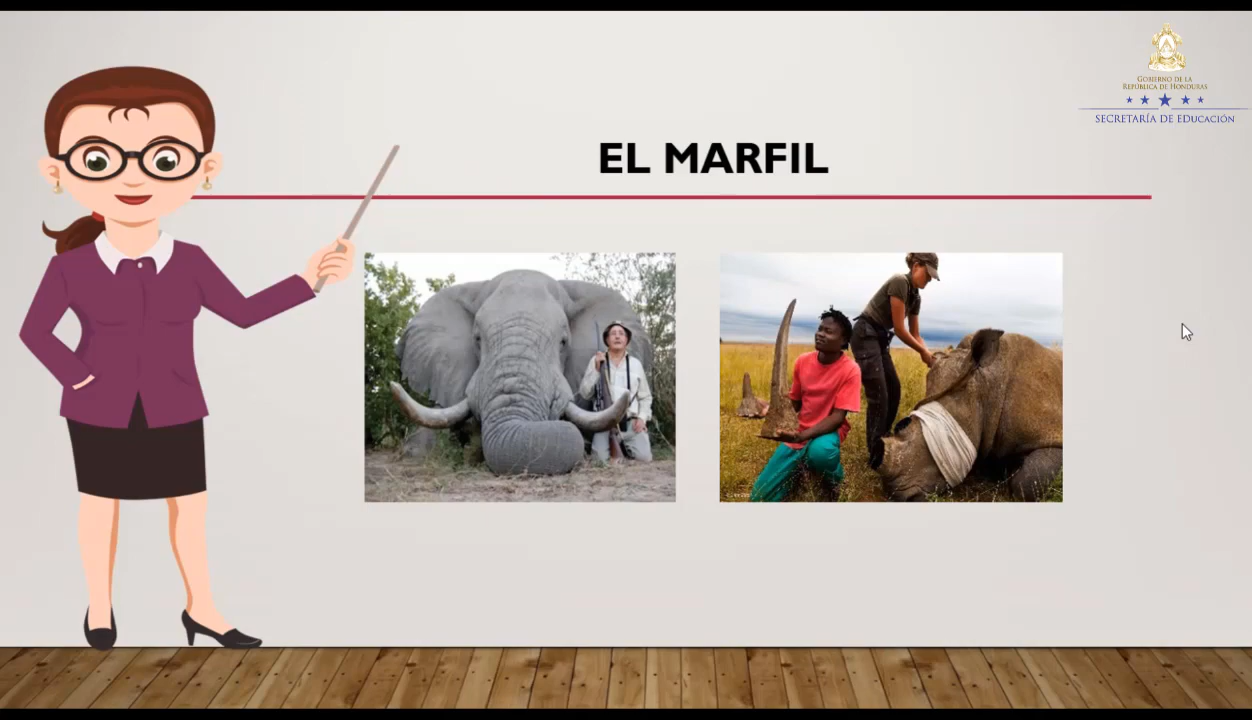 GOBIERNO DE LA
REPÚBLICA DE HONDURAS
SECRETARÍA DE EDUCACIÓN
EL MARFIL